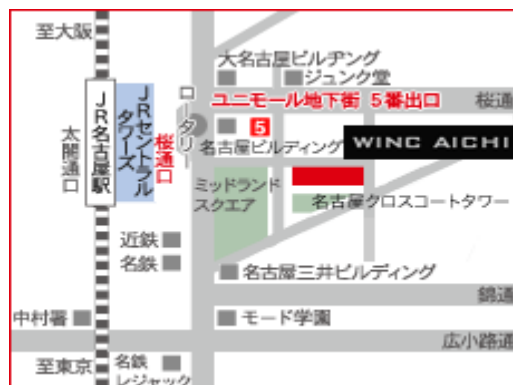 至大阪
大名古屋ビルヂング
ジュンク堂
ユニモール地下街 5番出口
桜通
ロータリー
JR名古屋駅
JRセントラル
タワーズ
桜通口
太閤通口
5
名古屋ビルディング
WINC AICHI
ミッドランド
スクエア
名古屋クロスコートタワー
近鉄
名鉄
名古屋三井ビルディング
錦通
中村署
モード学園
広小路通
至東京
名鉄
レジャック